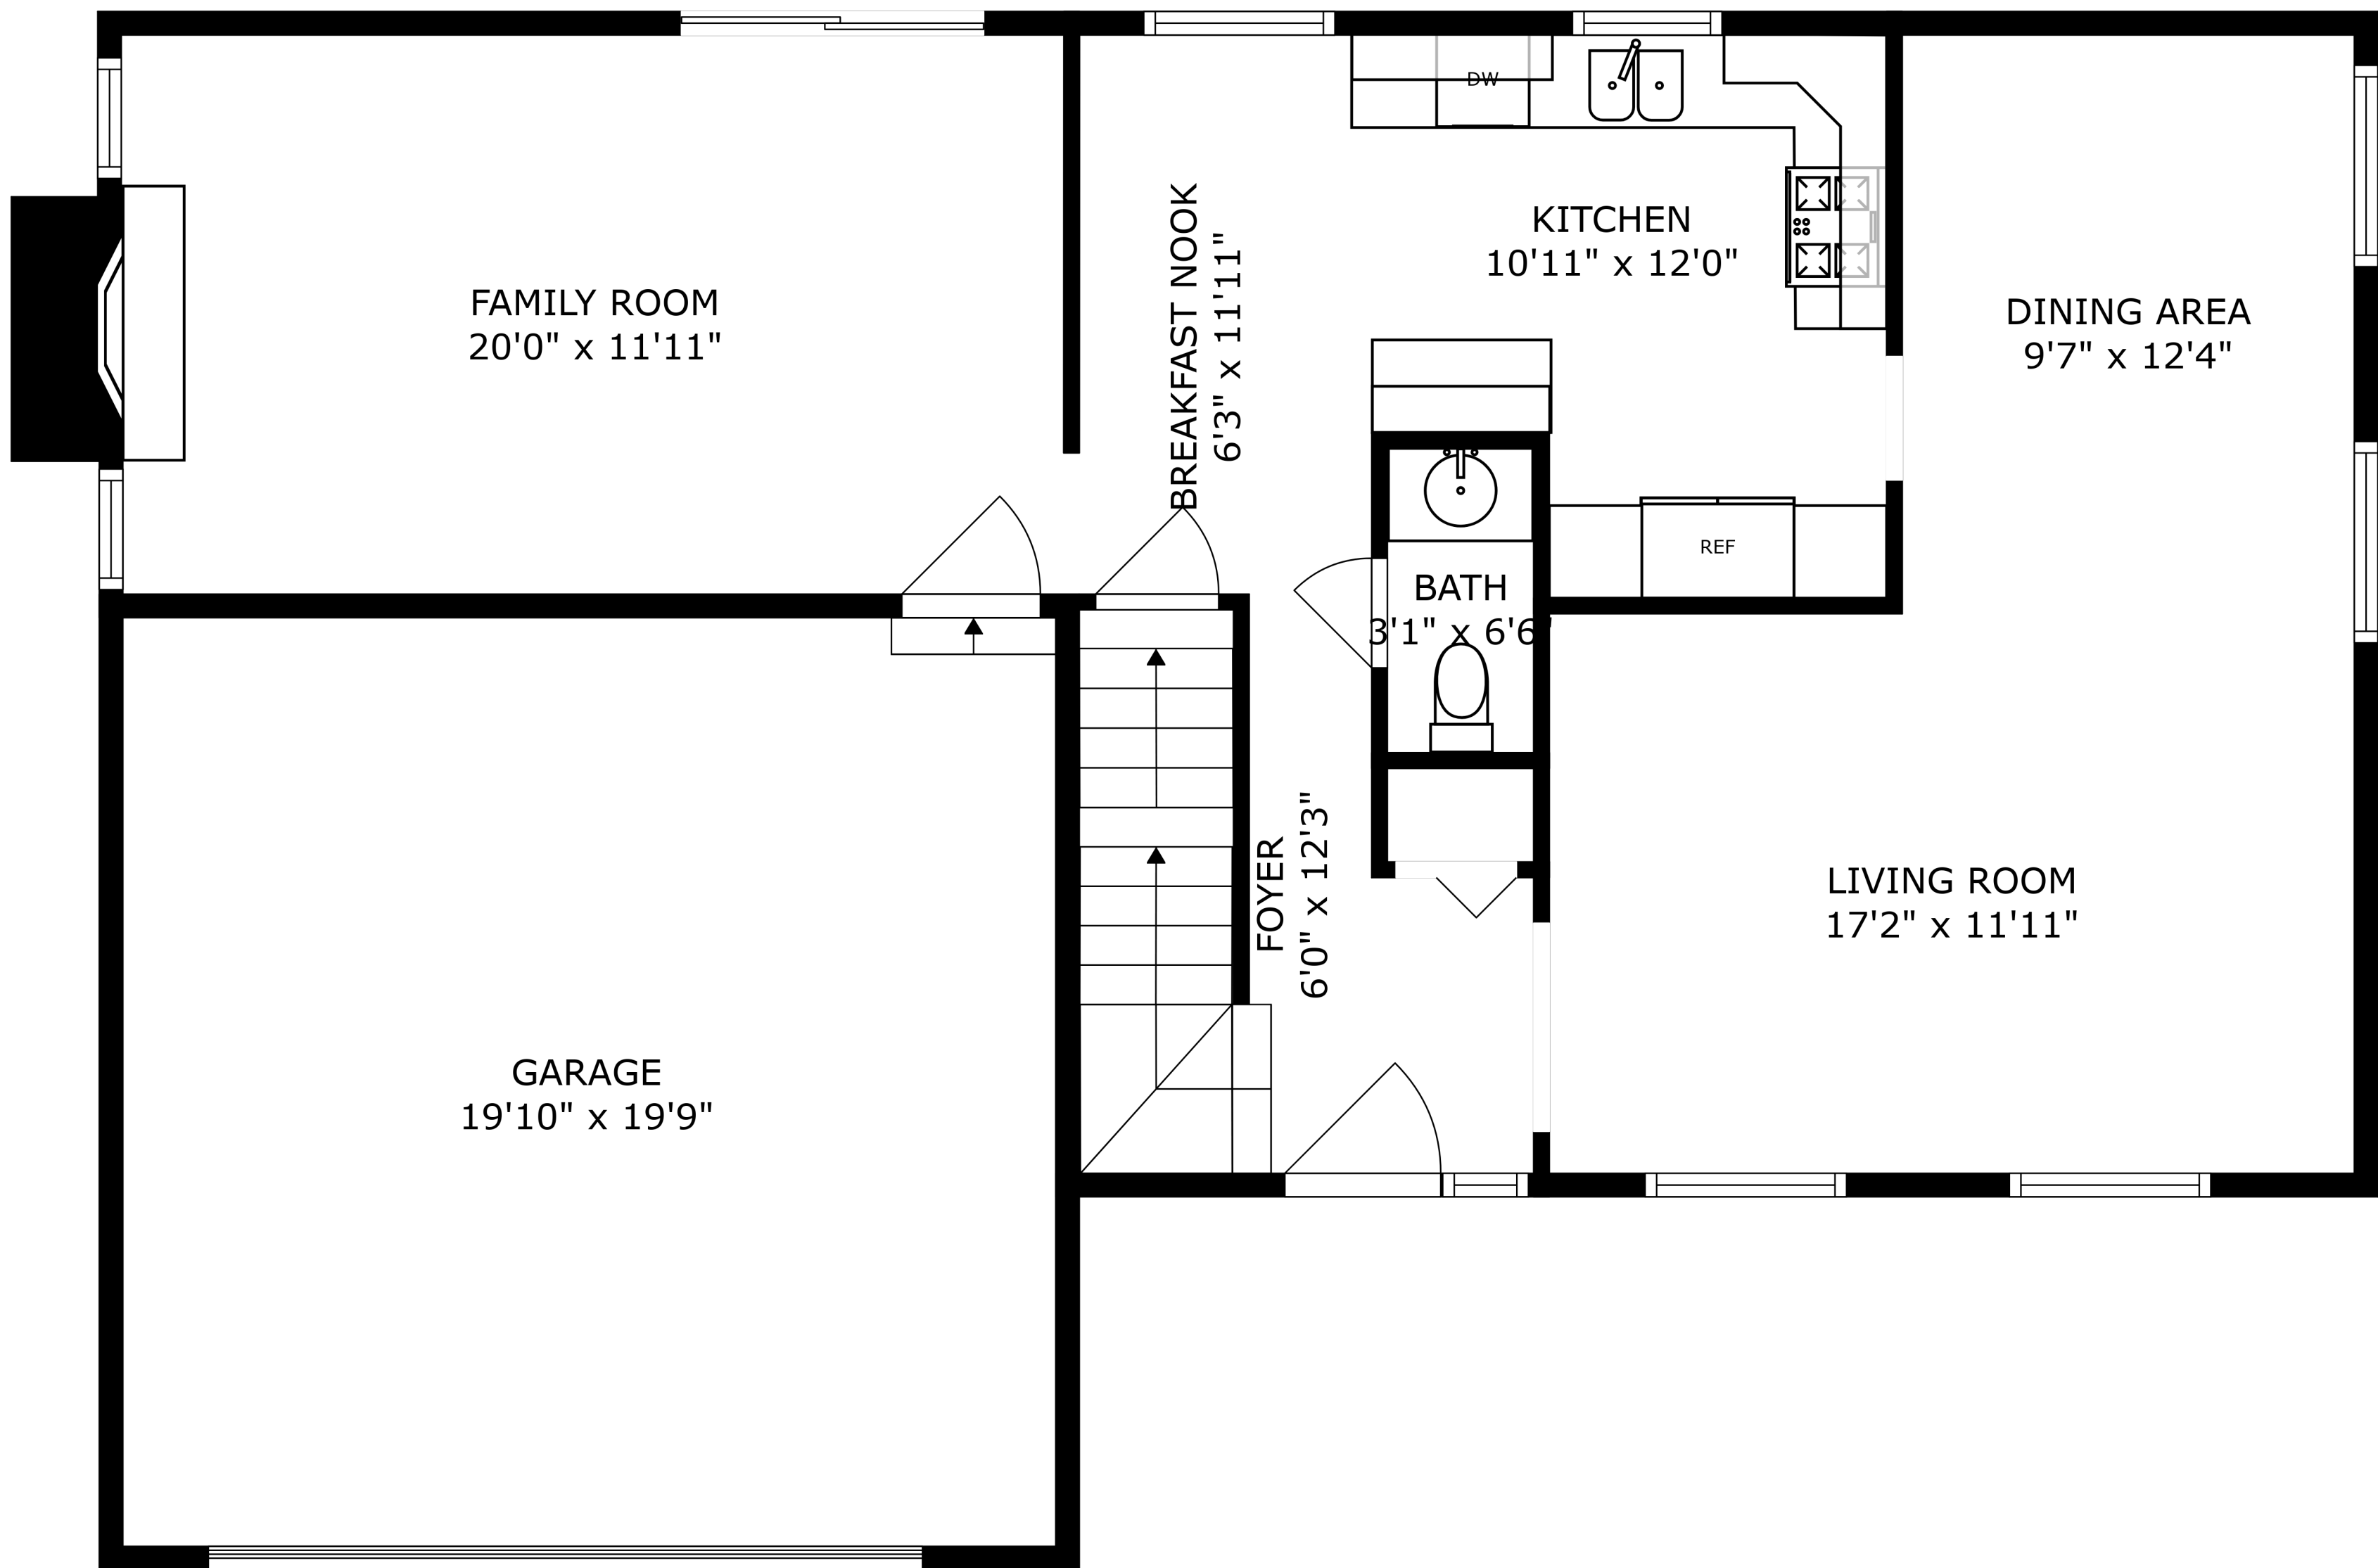 DW
KITCHEN
10'11" x 12'0"
BREAKFAST NOOK
6'3" x 11'11"
FAMILY ROOM
20'0" x 11'11"
DINING AREA
9'7" x 12'4"
REF
BATH
3'1" x 6'6"
FOYER
6'0" x 12'3"
LIVING ROOM
17'2" x 11'11"
GARAGE
19'10" x 19'9"